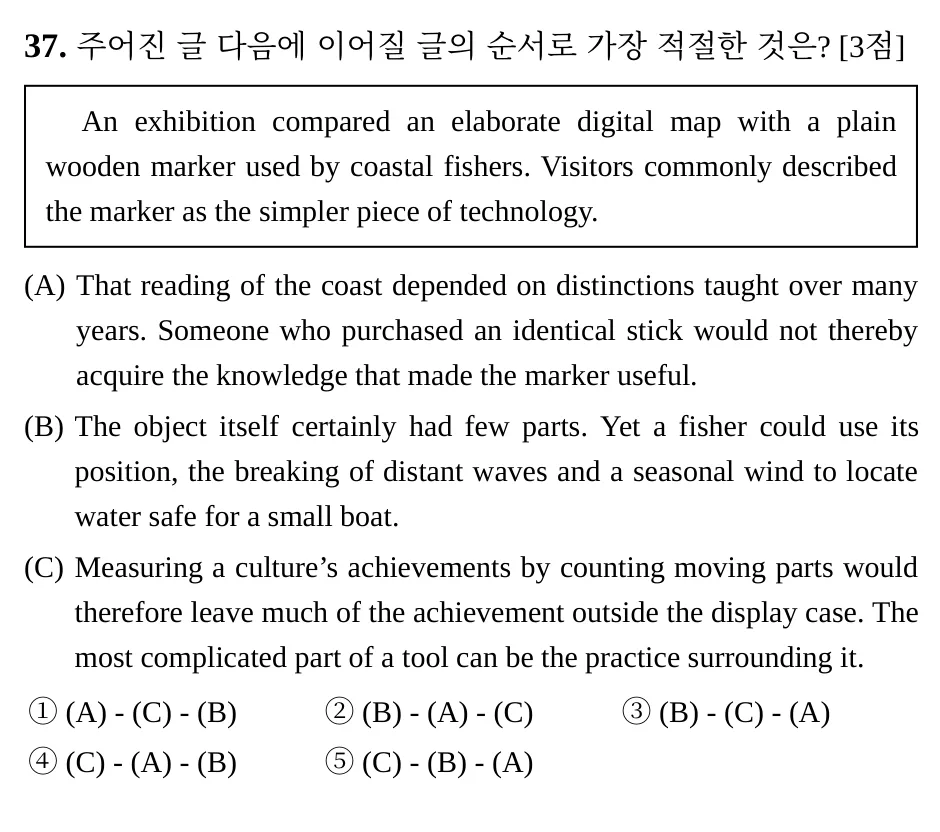 37. 주어진 글 다음에 이어질 글의 순서로 가장 적절한 것은? [3점]
An exhibition compared an elaborate digital map with a plain
wooden marker used by coastal fishers. Visitors commonly described
the marker as the simpler piece of technology.
(A) That reading of the coast depended on distinctions taught over many
years. Someone who purchased an identical stick would not thereby
acquire the knowledge that made the marker useful.
(B) The object itself certainly had few parts. Yet a fisher could use its
position, the breaking of distant waves and a seasonal wind to locate
water safe for a small boat.
(C) Measuring a culture’s achievements by counting moving parts would
therefore leave much of the achievement outside the display case. The
most complicated part of a tool can be the practice surrounding it.
① (A) - (C) - (B) ② (B) - (A) - (C) ③ (B) - (C) - (A)
④ (C) - (A) - (B) ⑤ (C) - (B) - (A)